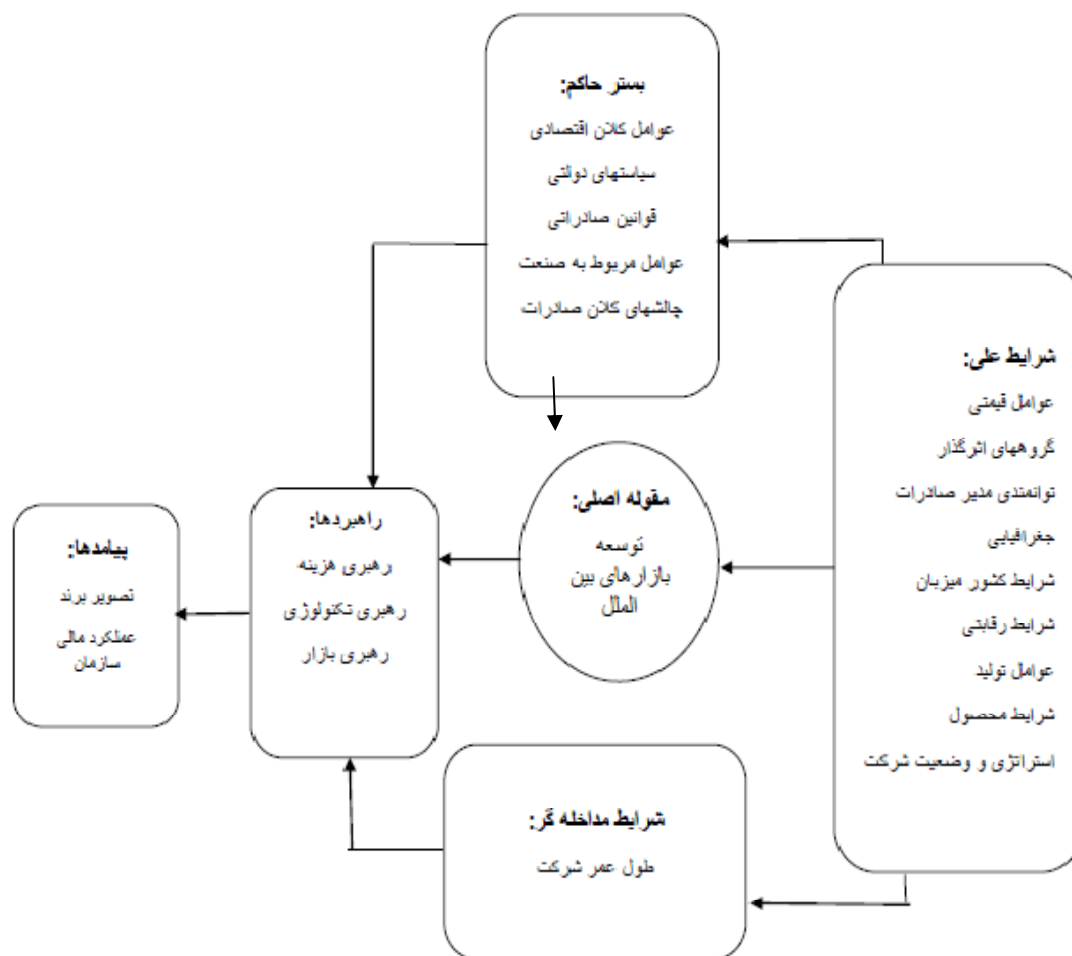 بستر حاکم:
عوامل کلان اقتصادی
سیاستهای دولتی
قوانین صادراتی
عوامل مربوط به صنعت
چالشهای کلان صادرات
شرایط علی:
عوامل قیمتی
گروههای اثرگذار
توانمندی مدیر صادرات
جغرافیایی
شرایط کشور میزبان
شرایط رقابتی
عوامل تولید
شرایط محصول
استراتژی و وضعیت شرکت
مقوله اصلی:
توسعه
بازارهای بین
الملل
راهبردها:
رهبری هزینه
رهبری تکنولوژی
رهبری بازار
پیامدها:
تصویر برند
عملکرد مالی
سازمان
شرایط مداخله گر:
طول عمر شرکت